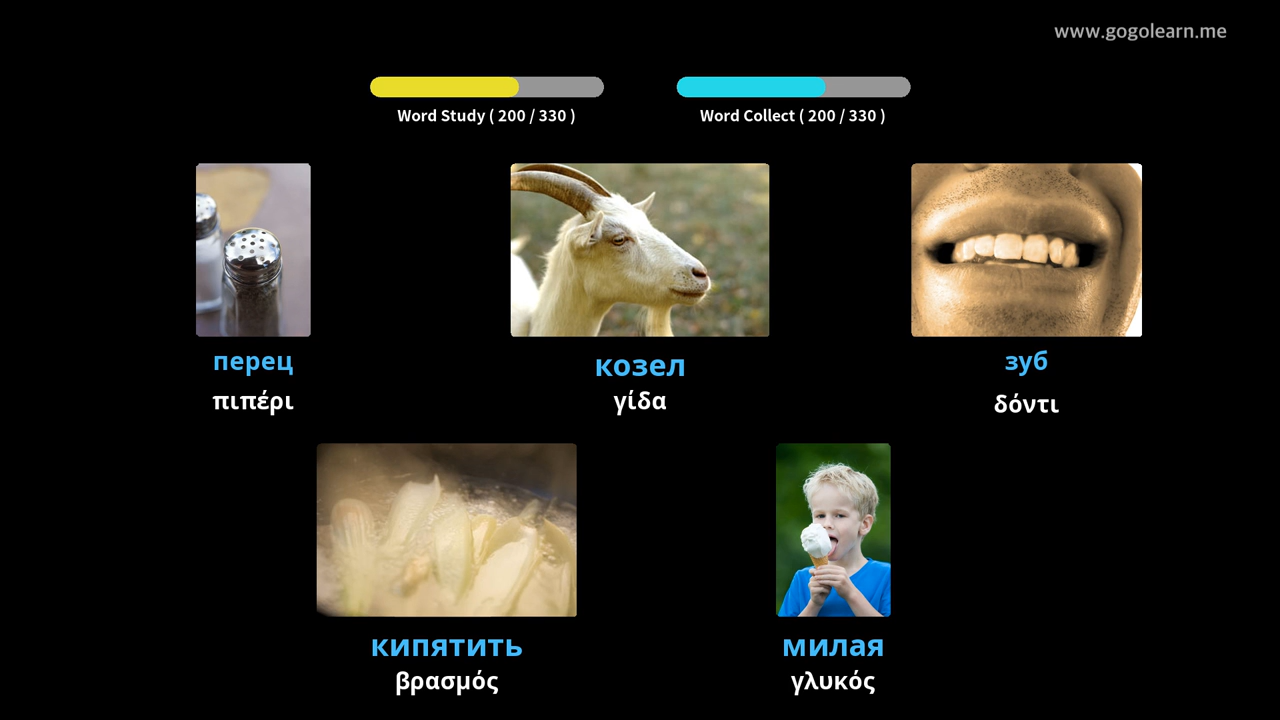 www.gogolearn.me
Word Study ( 200 / 330 )
Word Collect ( 200 / 330 )
перец
πιπέρι
козел
γίδα
зуб
δόντι
кипятить
βρασμός
милая
γλυκός